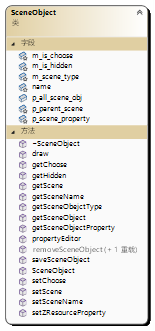 SceneObject
类
字段
m_is_choose
m_is_hidden
m_scene_type
name
p_all_scene_obj
p_parent_scene
p_scene_property
方法
~SceneObject
draw
getChoose
getHidden
getScene
getSceneName
getSceneObejctType
getSceneObject
getSceneObjectProperty
propertyEditor
removeSceneObject (+ 1 重载)
saveSceneObject
SceneObject
setChoose
setScene
setSceneName
setZResourceProperty